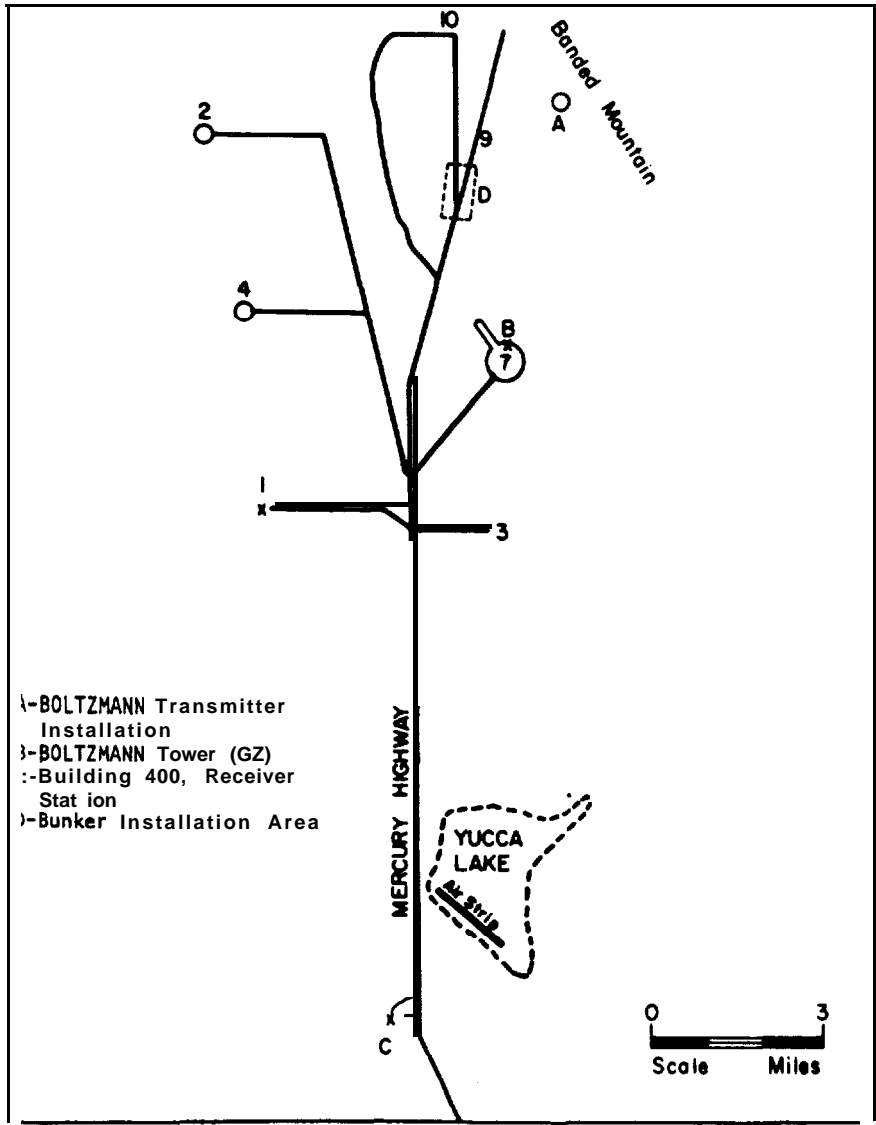 10
Banded Mountain
A
2
9
D
4
B
7
1
3
A-BOLTZMANN Transmitter
Installation
B-BOLTZMANN Tower (GZ)
:-Building 400, Receiver
Stat ion
)-Bunker Installation Area
MERCURY HIGHWAY
YUCCA
LAKE
Air Strip
x
C
0 3
Scale Miles